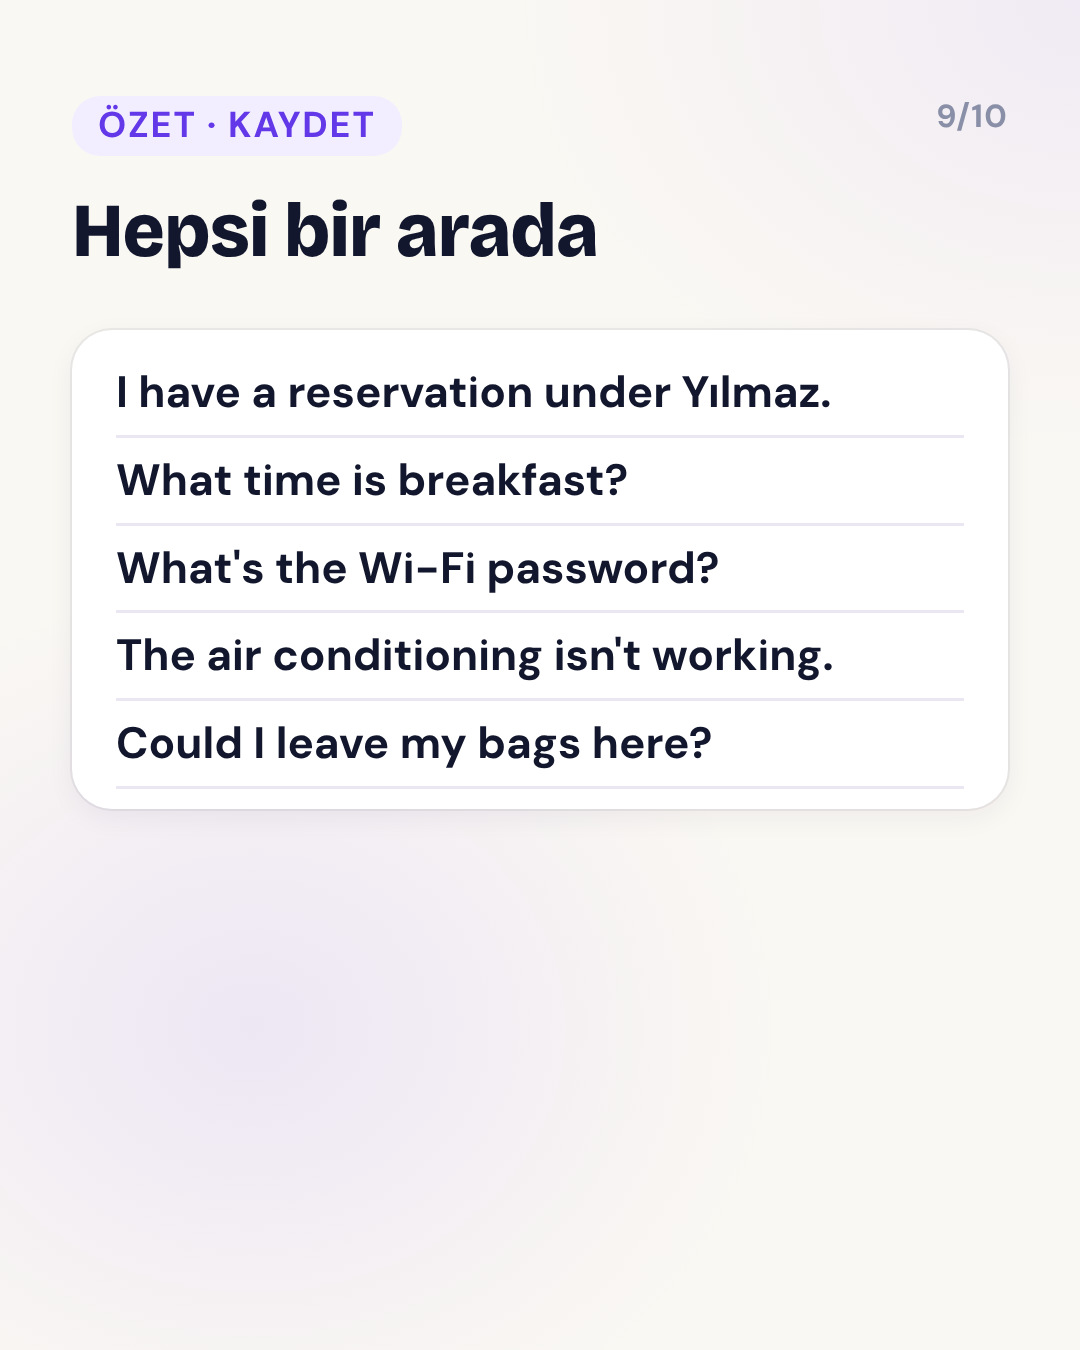 ÖZET · KAYDET
9/10
Hepsi bir arada
I have a reservation under Yılmaz.
What time is breakfast?
What's the Wi-Fi password?
The air conditioning isn't working.
Could I leave my bags here?